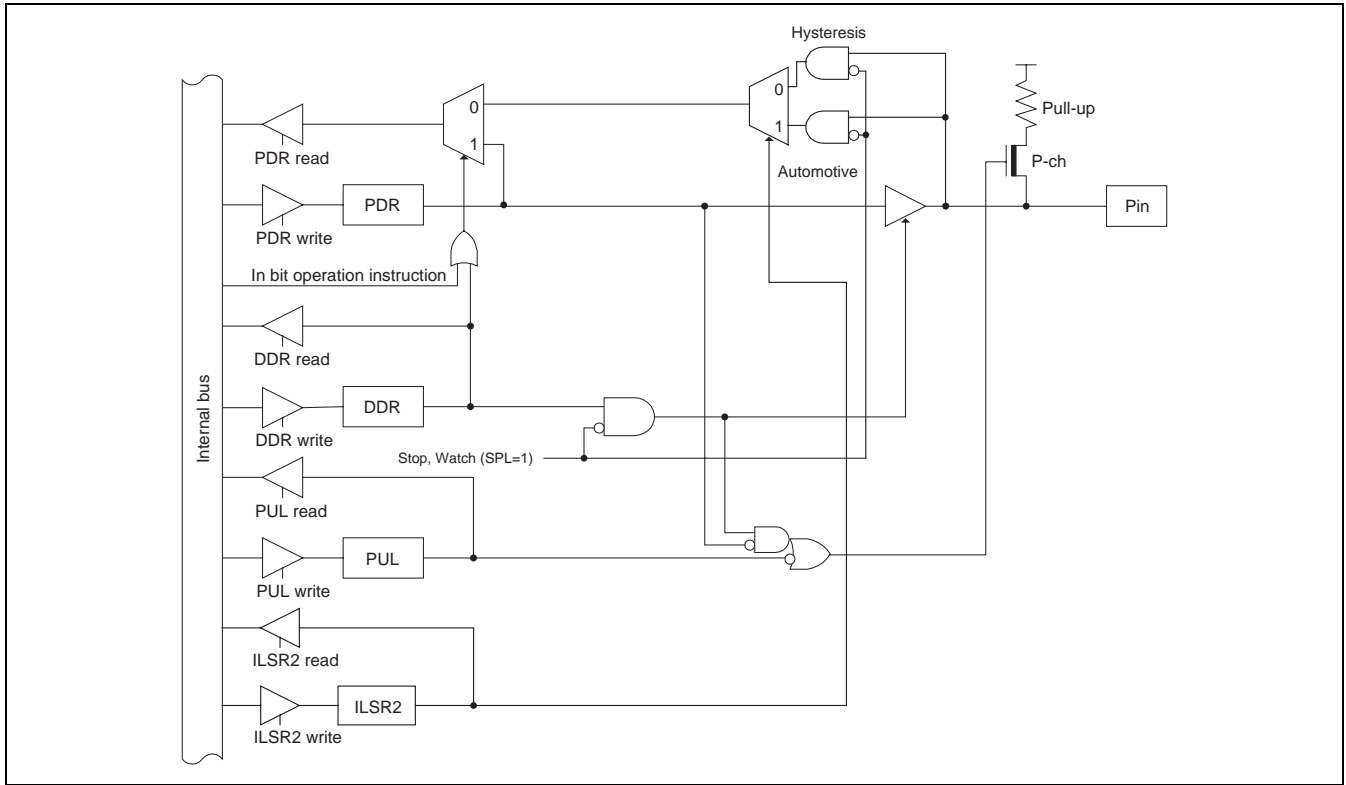 Hysteresis
0
0
Pull-up
1
1
PDR read
P-ch
Automotive
PDR
Pin
PDR write
In bit operation instruction
DDR read
Internal bus
DDR
DDR write
Stop, Watch (SPL=1)
PUL read
PUL
PUL write
ILSR2 read
ILSR2
ILSR2 write